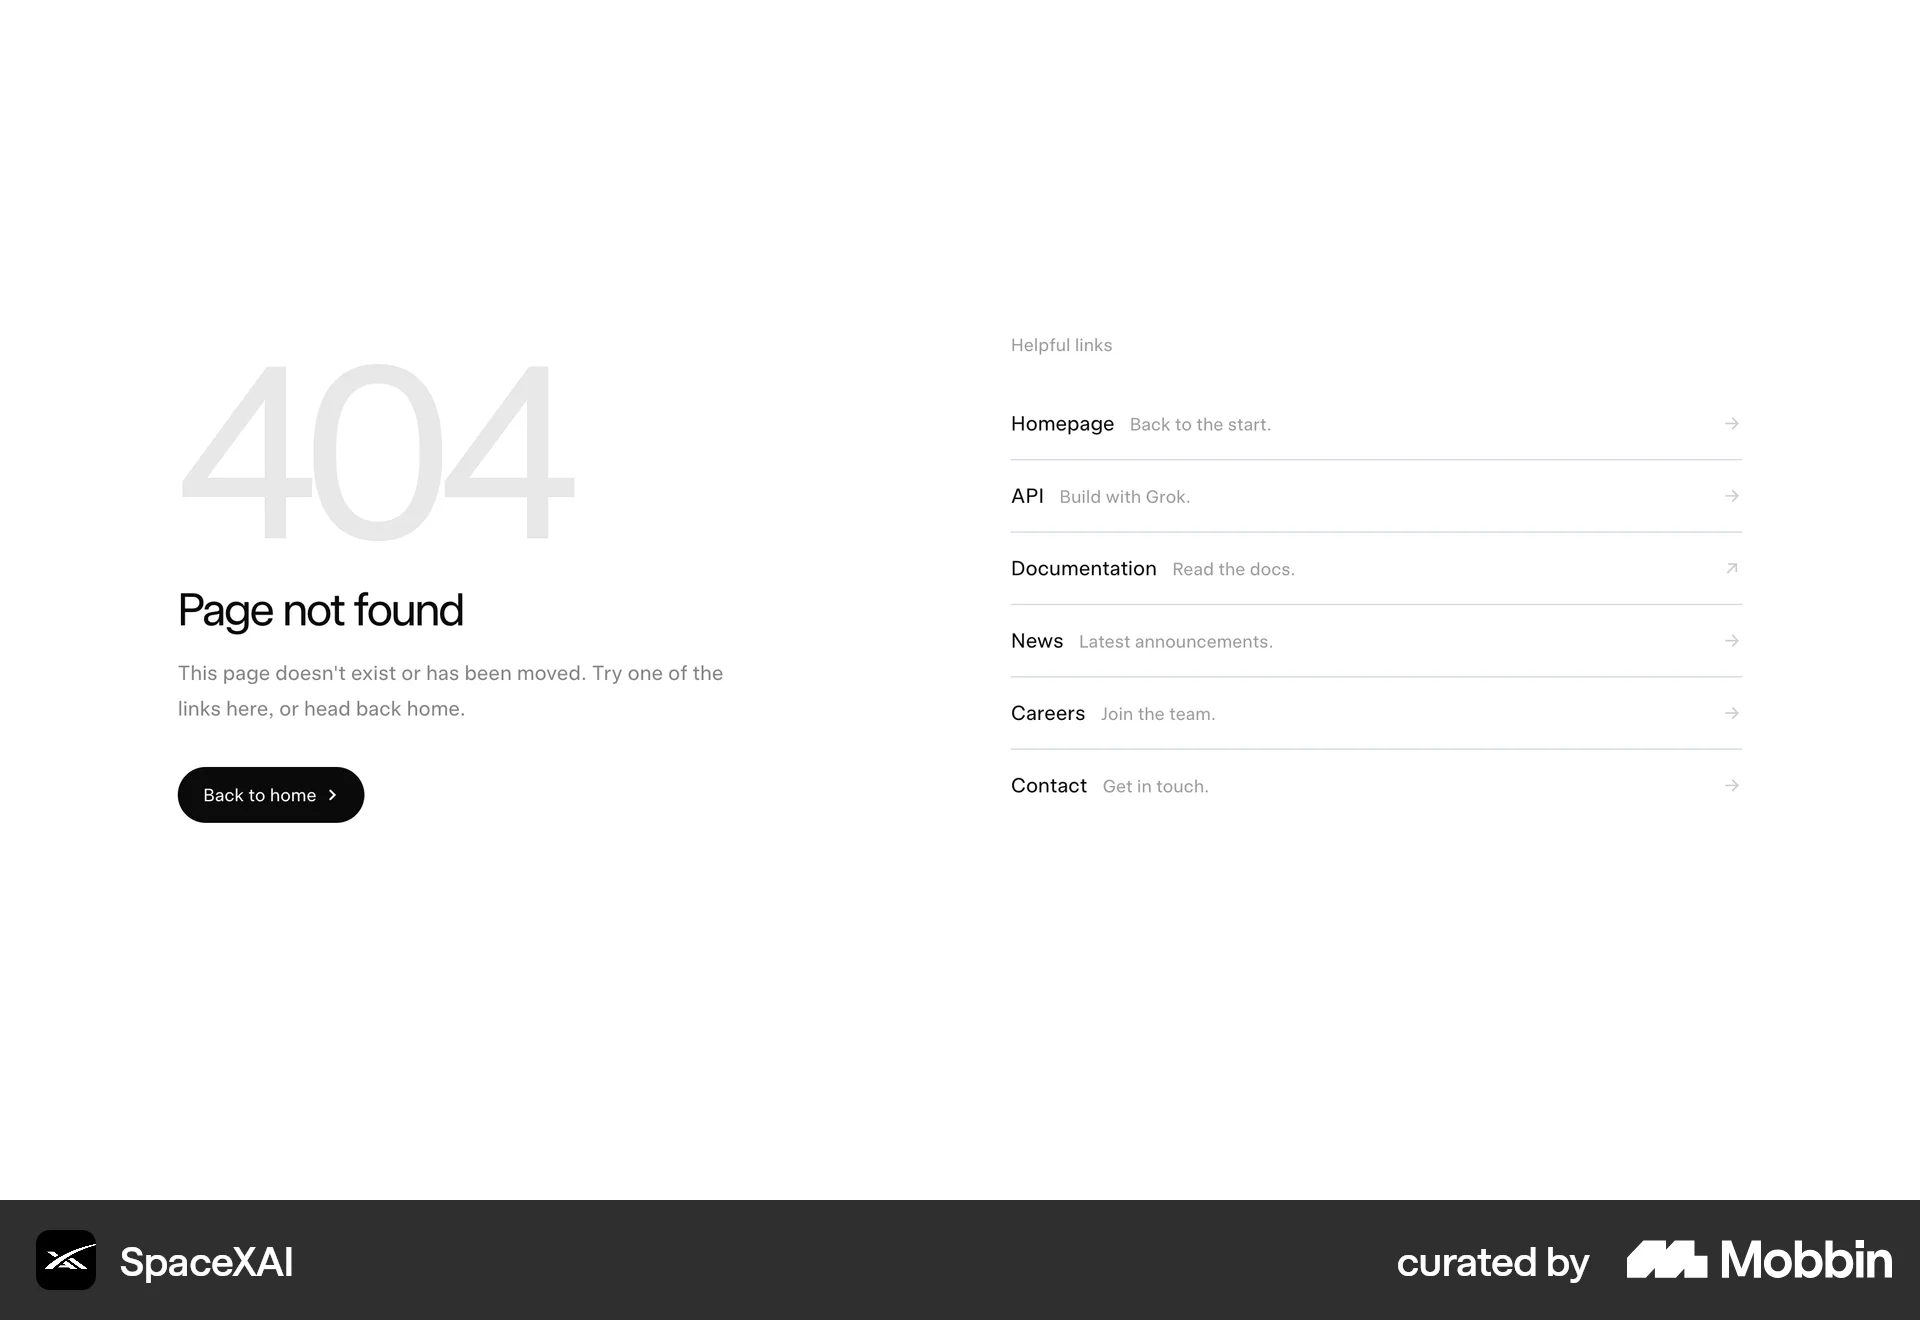 404
Page not found
This page doesn't exist or has been moved. Try one of the
links here, or head back home.
Back to home
Helpful links
Homepage Back to the start.
API Build with Grok.
Documentation Read the docs.
News Latest announcements.
Careers Join the team.
Contact Get in touch.
SpaceXAI
curated by Mobbin